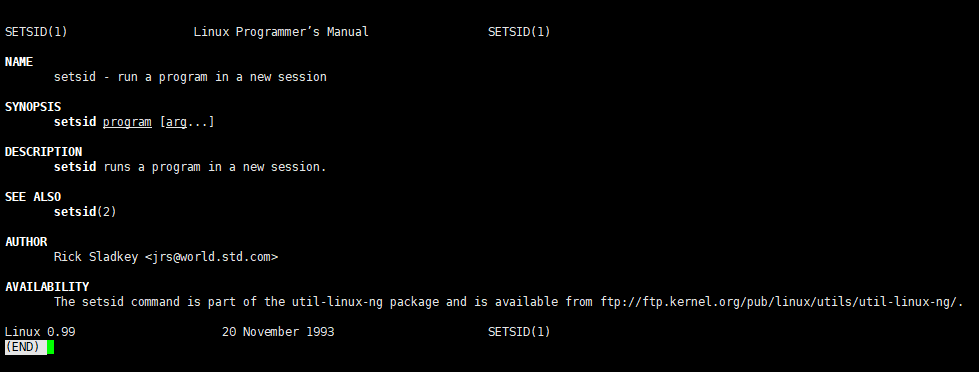 SETSID(1) Linux Programmer’s Manual SETSID(1)
NAME
setsid - run a program in a new session
SYNOPSIS
setsid program [arg...]
DESCRIPTION
setsid runs a program in a new session.
SEE ALSO
setsid(2)
AUTHOR
Rick Sladkey <jrs@world.std.com>
AVAILABILITY
The setsid command is part of the util-linux-ng package and is available from ftp://ftp.kernel.org/pub/linux/utils/util-linux-ng/.
Linux 0.99 20 November 1993 SETSID(1)
(END)